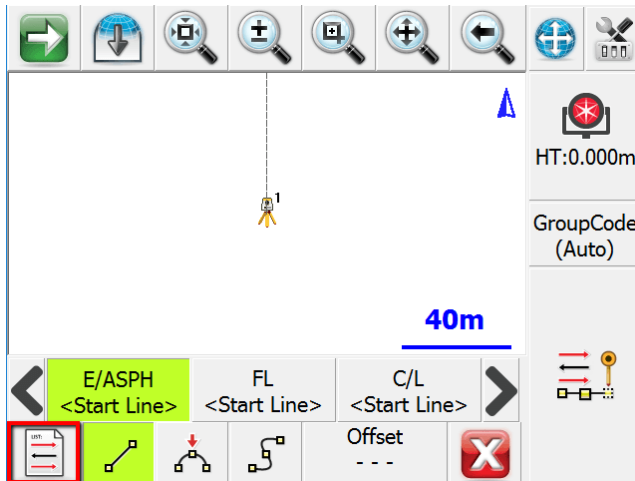 HT:0.000m
1
GroupCode
(Auto)
40m
E/ASPH
<Start Line>
FL
<Start Line>
C/L
<Start Line>
LIST:
Offset
- - -